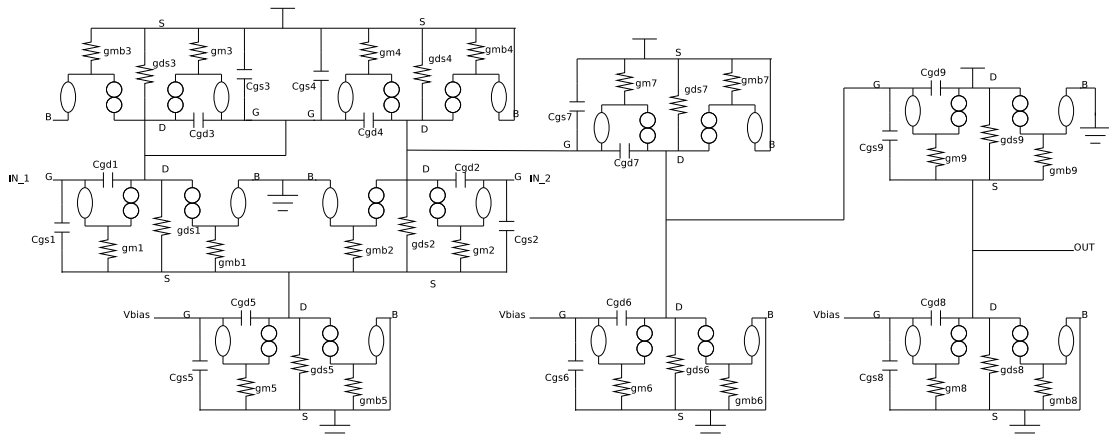 S S
gmb3 gds3 gm3 Cgs3 Cgs4 gm4 gds4 gmb4
B D Cgd3 G G Cgd4 D B
S
gm7 gds7 gmb7
Cgs7
G Cgd7 D B
G Cgd9 D B
Cgs9 gm9 gds9 gmb9
S
IN_1 G Cgd1 D B B. D Cgd2 G IN_2
Cgs1 gm1 gds1 gmb1 gmb2 gds2 gm2 Cgs2
S S
OUT
Vbias G Cgd5 D B
Cgs5 gm5 gds5 gmb5
S
Vbias G Cgd6 D B
Cgs6 gm6 gds6 gmb6
S
Vbias G Cgd8 D B
Cgs8 gm8 gds8 gmb8
S